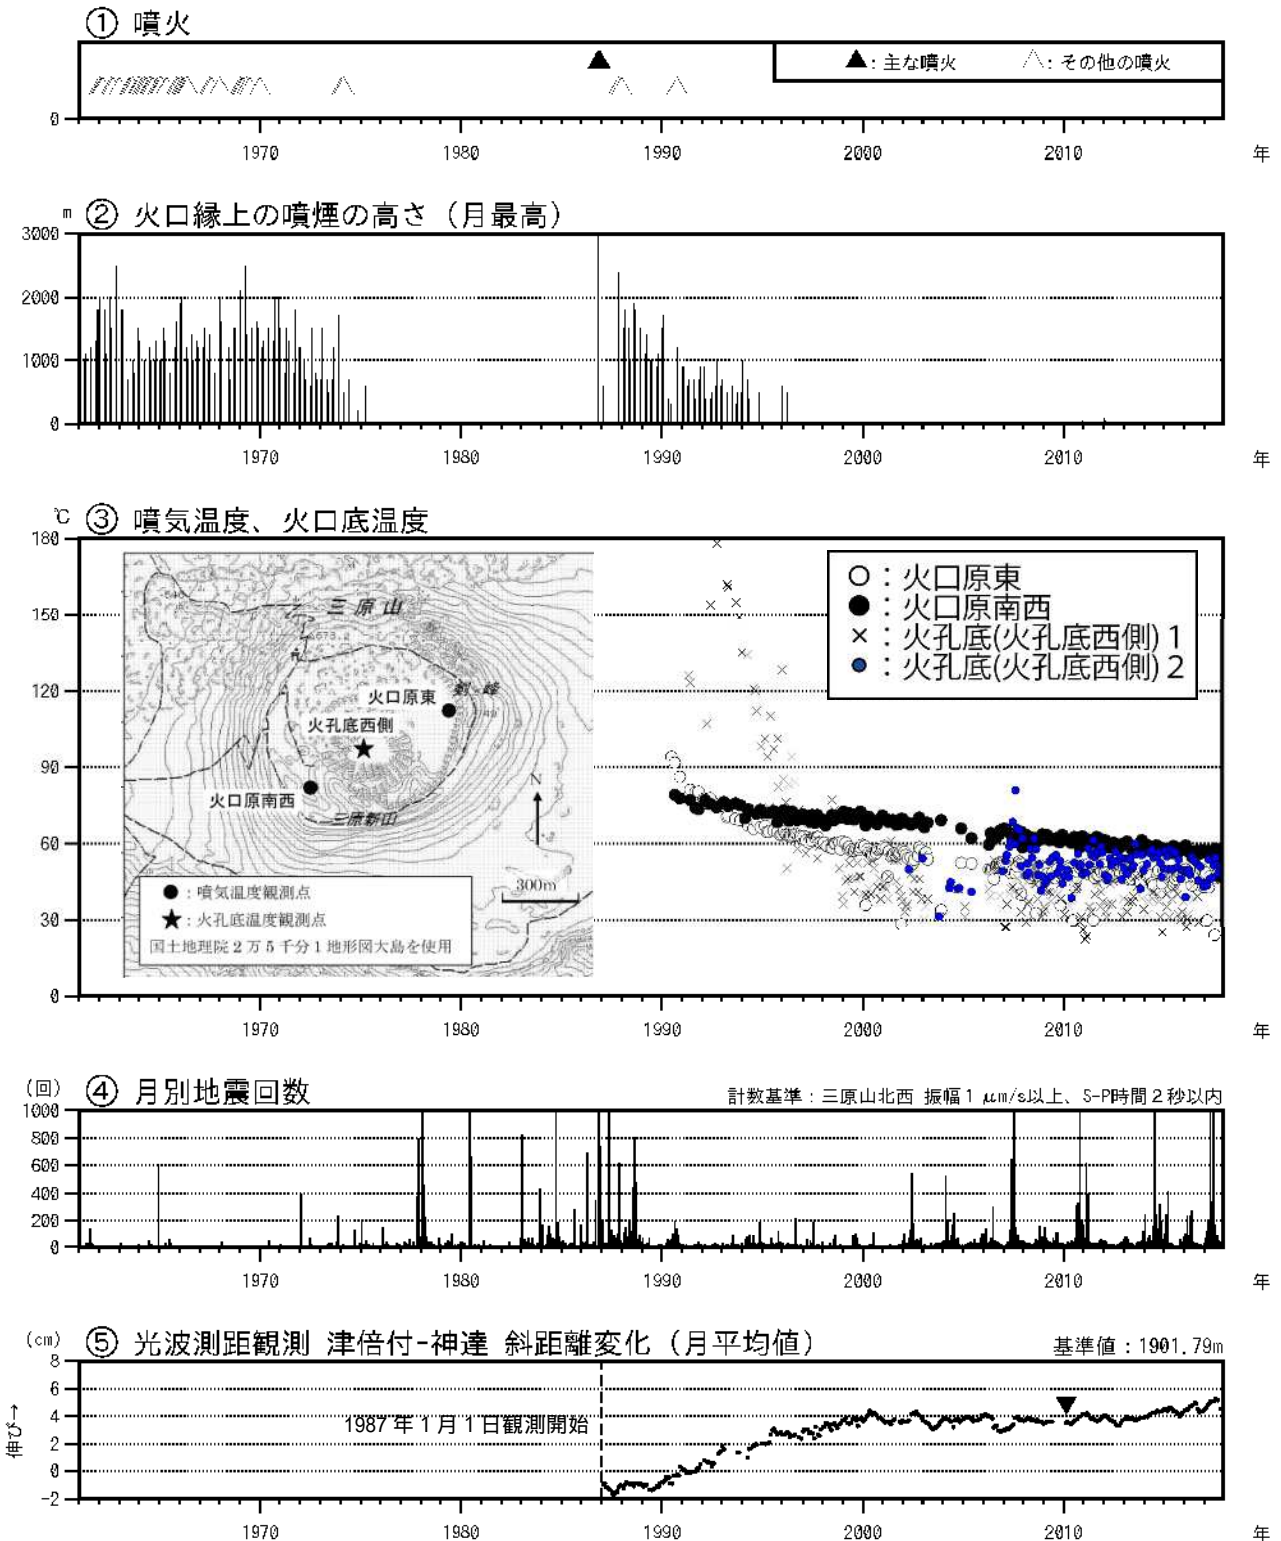 ① 噴火
▲：主な噴火 △：その他の噴火
0
1970 1980 1990 2000 2010 年
m ② 火口縁上の噴煙の高さ（月最高）
3000
2000
1000
0
1970 1980 1990 2000 2010 年
℃ ③ 噴気温度、火口底温度
180
150
120
90
60
30
0
○：火口原東
●：火口原南西
×：火孔底(火孔底西側)1
●：火孔底(火孔底西側)2
三原山
火口原東
火孔底西側
火口原南西
三原新山
N
300m
●：噴気温度観測点
★：火孔底温度観測点
国土地理院2万5千分1地形図大島を使用
1970 1980 1990 2000 2010 年
(回) ④ 月別地震回数
計数基準：三原山北西 振幅1 μm/s以上、S-P時間2秒以内
1000
800
600
400
200
0
1970 1980 1990 2000 2010 年
(cm) ⑤ 光波測距観測 津倍付-神達 斜距離変化（月平均値）
基準値：1901.79m
8
6
4
2
0
-2
伸び→
1987年1月1日観測開始
1970 1980 1990 2000 2010 年